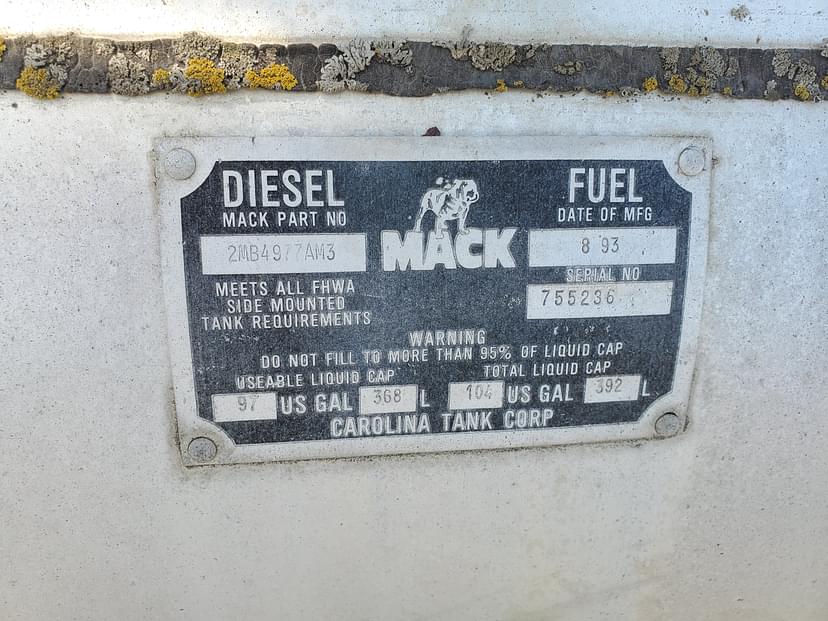 DIESEL FUEL
MACK PART NO DATE OF MFG
2MB4977AM3 MACK 8 93
MEETS ALL FHWA SERIAL NO
SIDE MOUNTED 755236
TANK REQUIREMENTS
WARNING
DO NOT FILL TO MORE THAN 95% OF LIQUID CAP
USEABLE LIQUID CAP TOTAL LIQUID CAP
97 US GAL 368 L 104 US GAL 392 L
CAROLINA TANK CORP